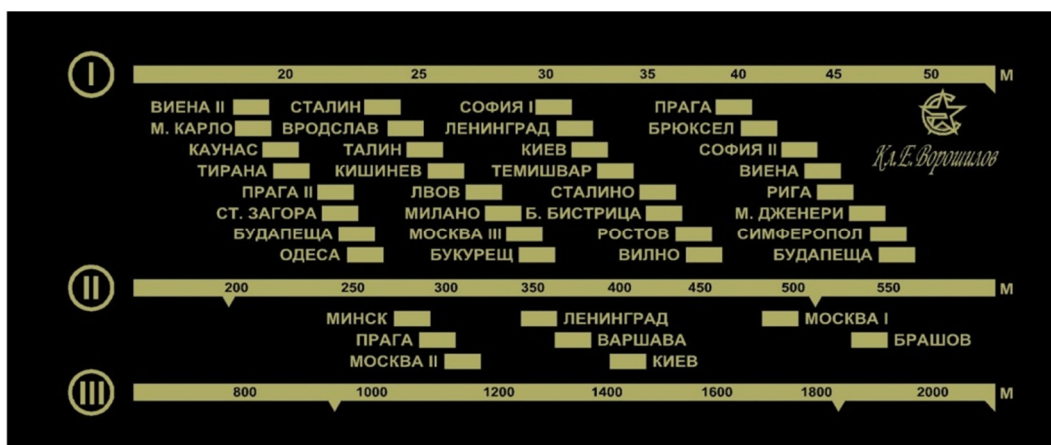 I 20 25 30 35 40 45 50 М
ВИЕНА II СТАЛИН СОФИЯ I ПРАГА
М. КАРЛО ВРОДСЛАВ ЛЕНИНГРАД БРЮКСЕЛ
КАУНАС ТАЛИН КИЕВ СОФИЯ II Кл.Е.Ворошилов
ТИРАНА КИШИНЕВ ТЕМИШВАР ВИЕНА
ПРАГА II ЛВОВ СТАЛИНО РИГА
СТ. ЗАГОРА МИЛАНО Б. БИСТРИЦА М. ДЖЕНЕРИ
БУДАПЕЩА МОСКВА III РОСТОВ СИМФЕРОПОЛ
ОДЕСА БУКУРЕЩ ВИЛНО БУДАПЕЩА
II 200 250 300 350 400 450 500 550 М
МИНСК ЛЕНИНГРАД МОСКВА I
ПРАГА ВАРШАВА БРАШОВ
МОСКВА II КИЕВ
III 800 1000 1200 1400 1600 1800 2000 М